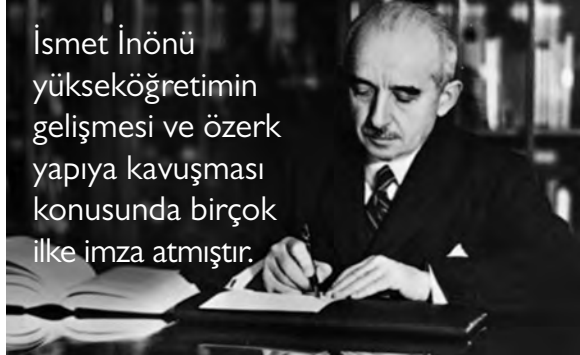 İsmet İnönü
yükseköğretimin
gelişmesi ve özerk
yapıya kavuşması
konusunda birçok
ilke imza atmıştır.